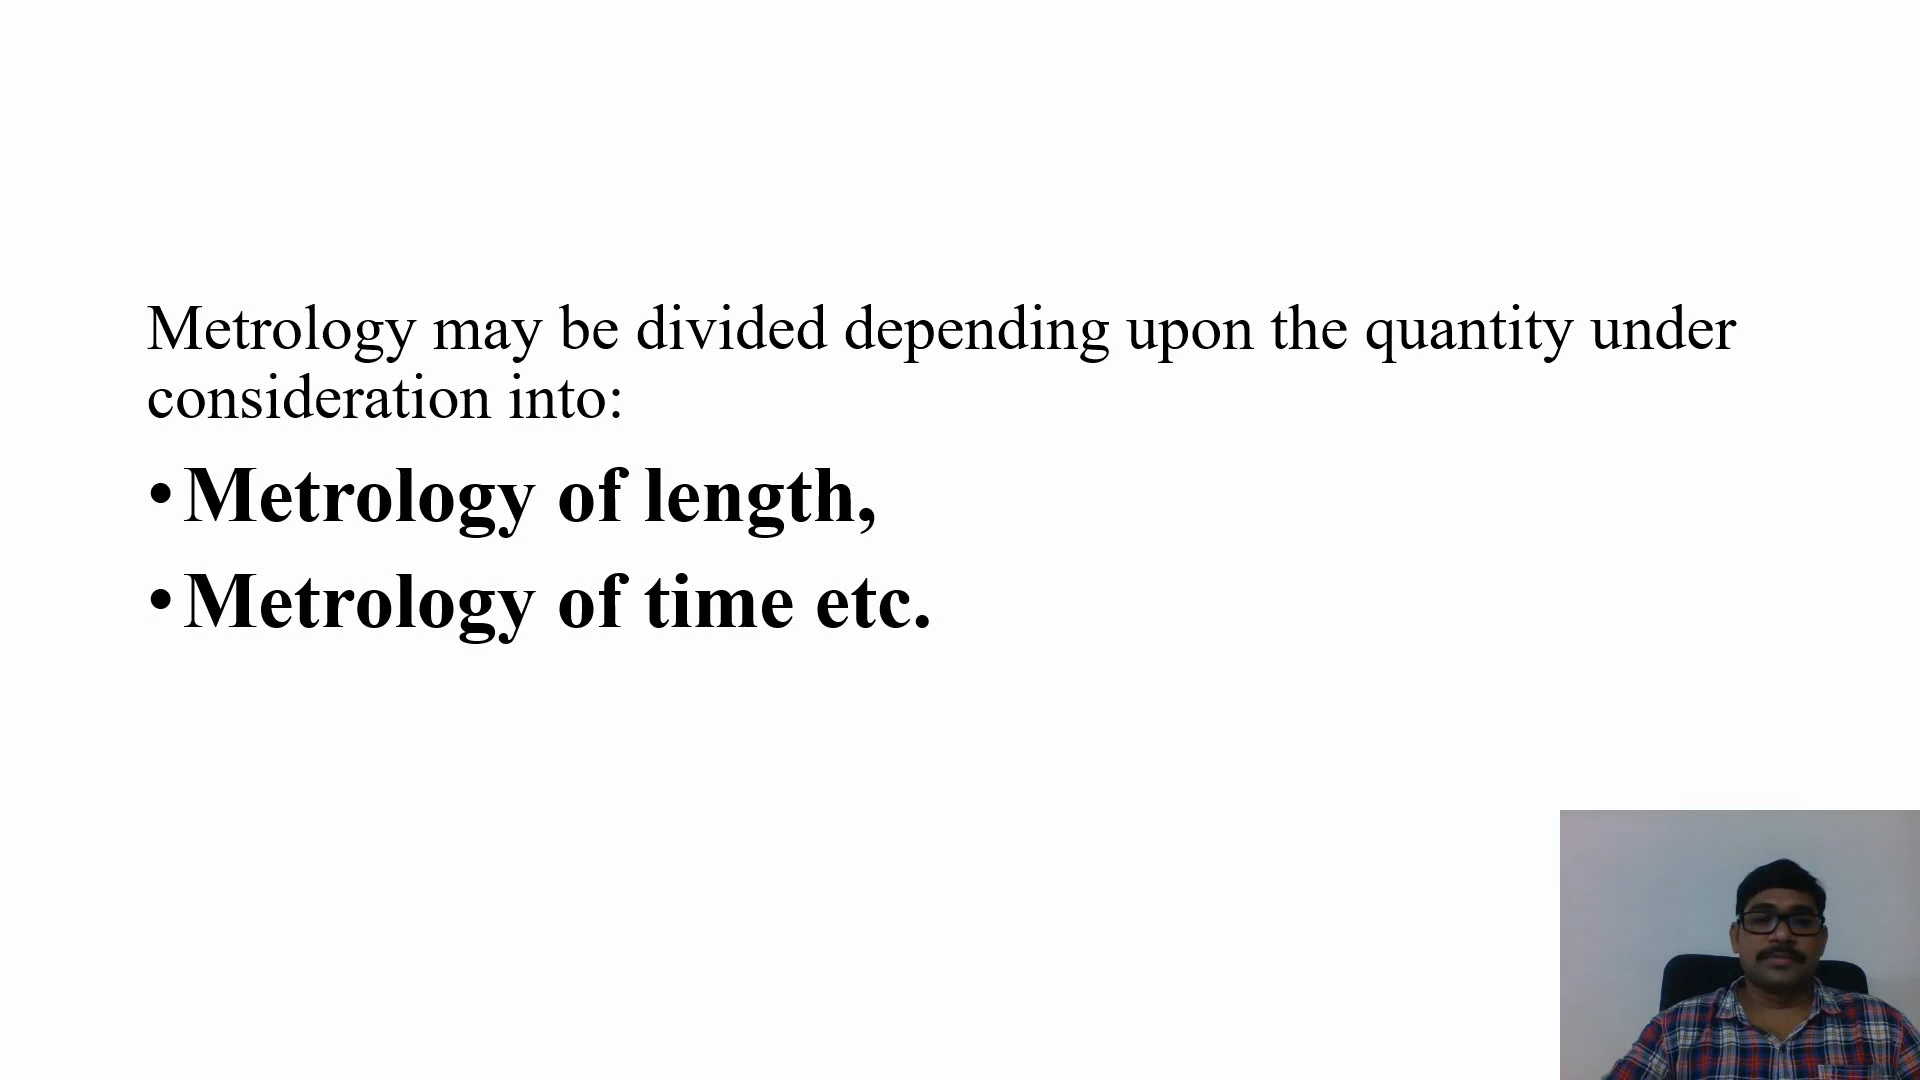 Metrology may be divided depending upon the quantity under
consideration into:
•Metrology of length,
•Metrology of time etc.